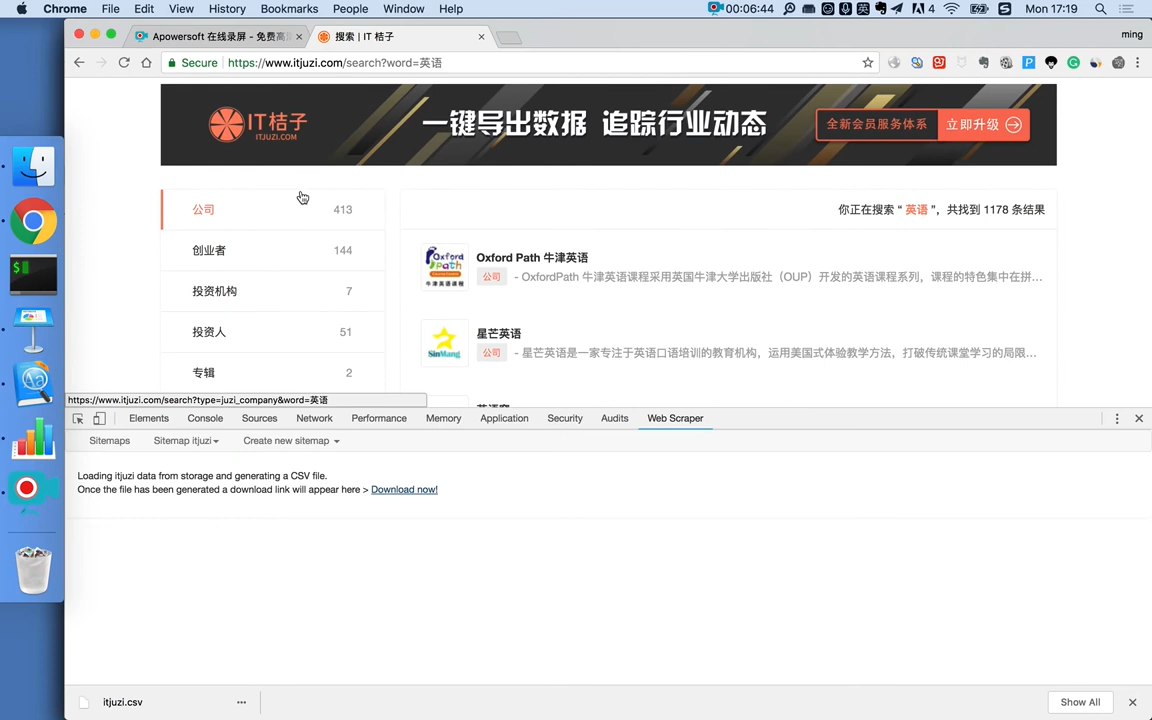 Chrome File Edit View History Bookmarks People Window Help 00:06:44 英 4 S Mon 17:19
Apowersoft 在线录屏 - 免费高清
搜索 | IT 桔子
ming
Secure https://www.itjuzi.com/search?word=英语
IT桔子
ITJUZI.COM
一键导出数据 追踪行业动态
全新会员服务体系 立即升级
公司 413
创业者 144
投资机构 7
投资人 51
专辑 2
你正在搜索 “ 英语 ”，共找到 1178 条结果
Oxford Path 牛津英语
公司 - OxfordPath 牛津英语课程采用英国牛津大学出版社（OUP）开发的英语课程系列，课程的特色集中在拼...
Oxford
Path
牛津英语课程
星芒英语
公司 - 星芒英语是一家专注于英语口语培训的教育机构，运用美国式体验教学方法，打破传统课堂学习的局限...
SinMang
https://www.itjuzi.com/search?type=juzi_company&word=英语
Elements Console Sources Network Performance Memory Application Security Audits Web Scraper
Sitemaps Sitemap itjuzi Create new sitemap
Loading itjuzi data from storage and generating a CSV file.
Once the file has been generated a download link will appear here > Download now!
itjuzi.csv
Show All